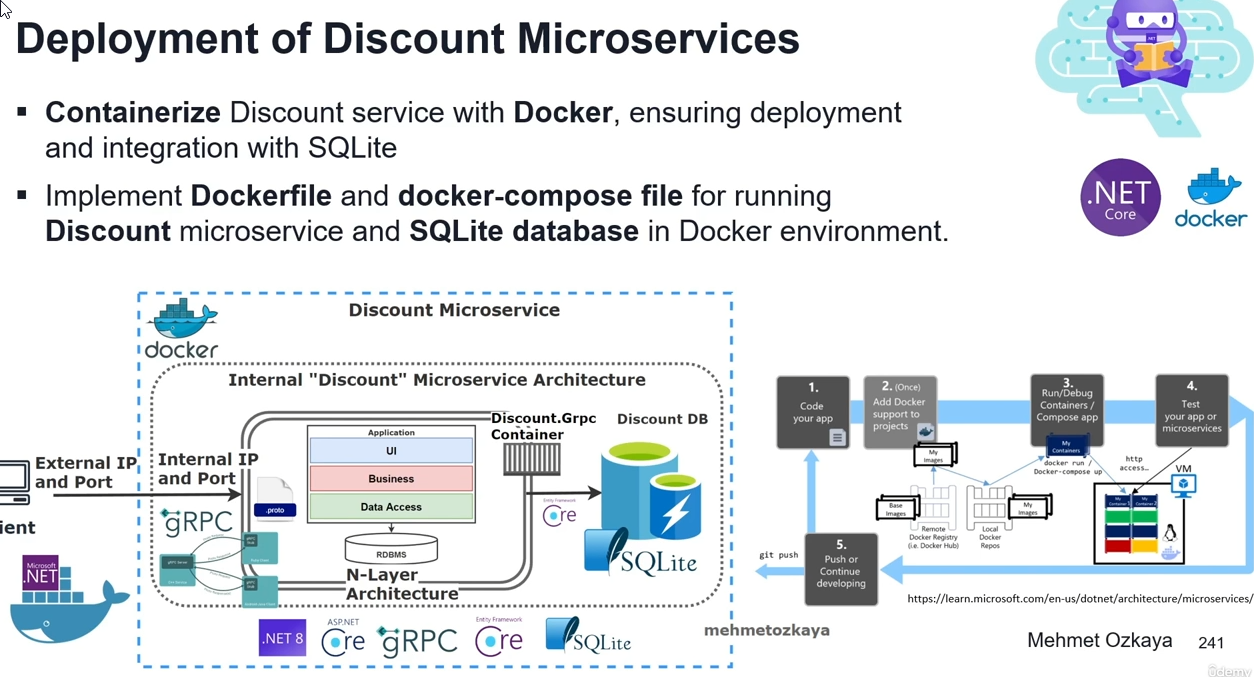 Deployment of Discount Microservices
Containerize Discount service with Docker, ensuring deployment
and integration with SQLite
Implement Dockerfile and docker-compose file for running
Discount microservice and SQLite database in Docker environment.
.NET
Core
docker
Discount Microservice
docker
Internal "Discount" Microservice Architecture
External IP
and Port
ient
Microsoft
.NET
Internal IP
and Port
.proto
gRPC
Application
UI
Business
Data Access
RDBMS
N-Layer
Architecture
Discount.Grpc
Container
Discount DB
Entity Framework
Core
SQLite
.NET 8
ASP.NET
Core
gRPC
Entity Framework
Core
SQLite
mehmetozkaya
1.
Code
your app
2. (Once)
Add Docker
support to
projects
3.
Run/Debug
Containers /
Compose app
4.
Test
your app or
microservices
My
Images
My
Containers
docker run /
Docker-compose up
http
access…
VM
Base
Images
My
Images
Remote
Docker Registry
(i.e. Docker Hub)
Local
Docker
Repos
5.
Push or
Continue
developing
git push
https://learn.microsoft.com/en-us/dotnet/architecture/microservices/
Mehmet Ozkaya
241
ûdemy